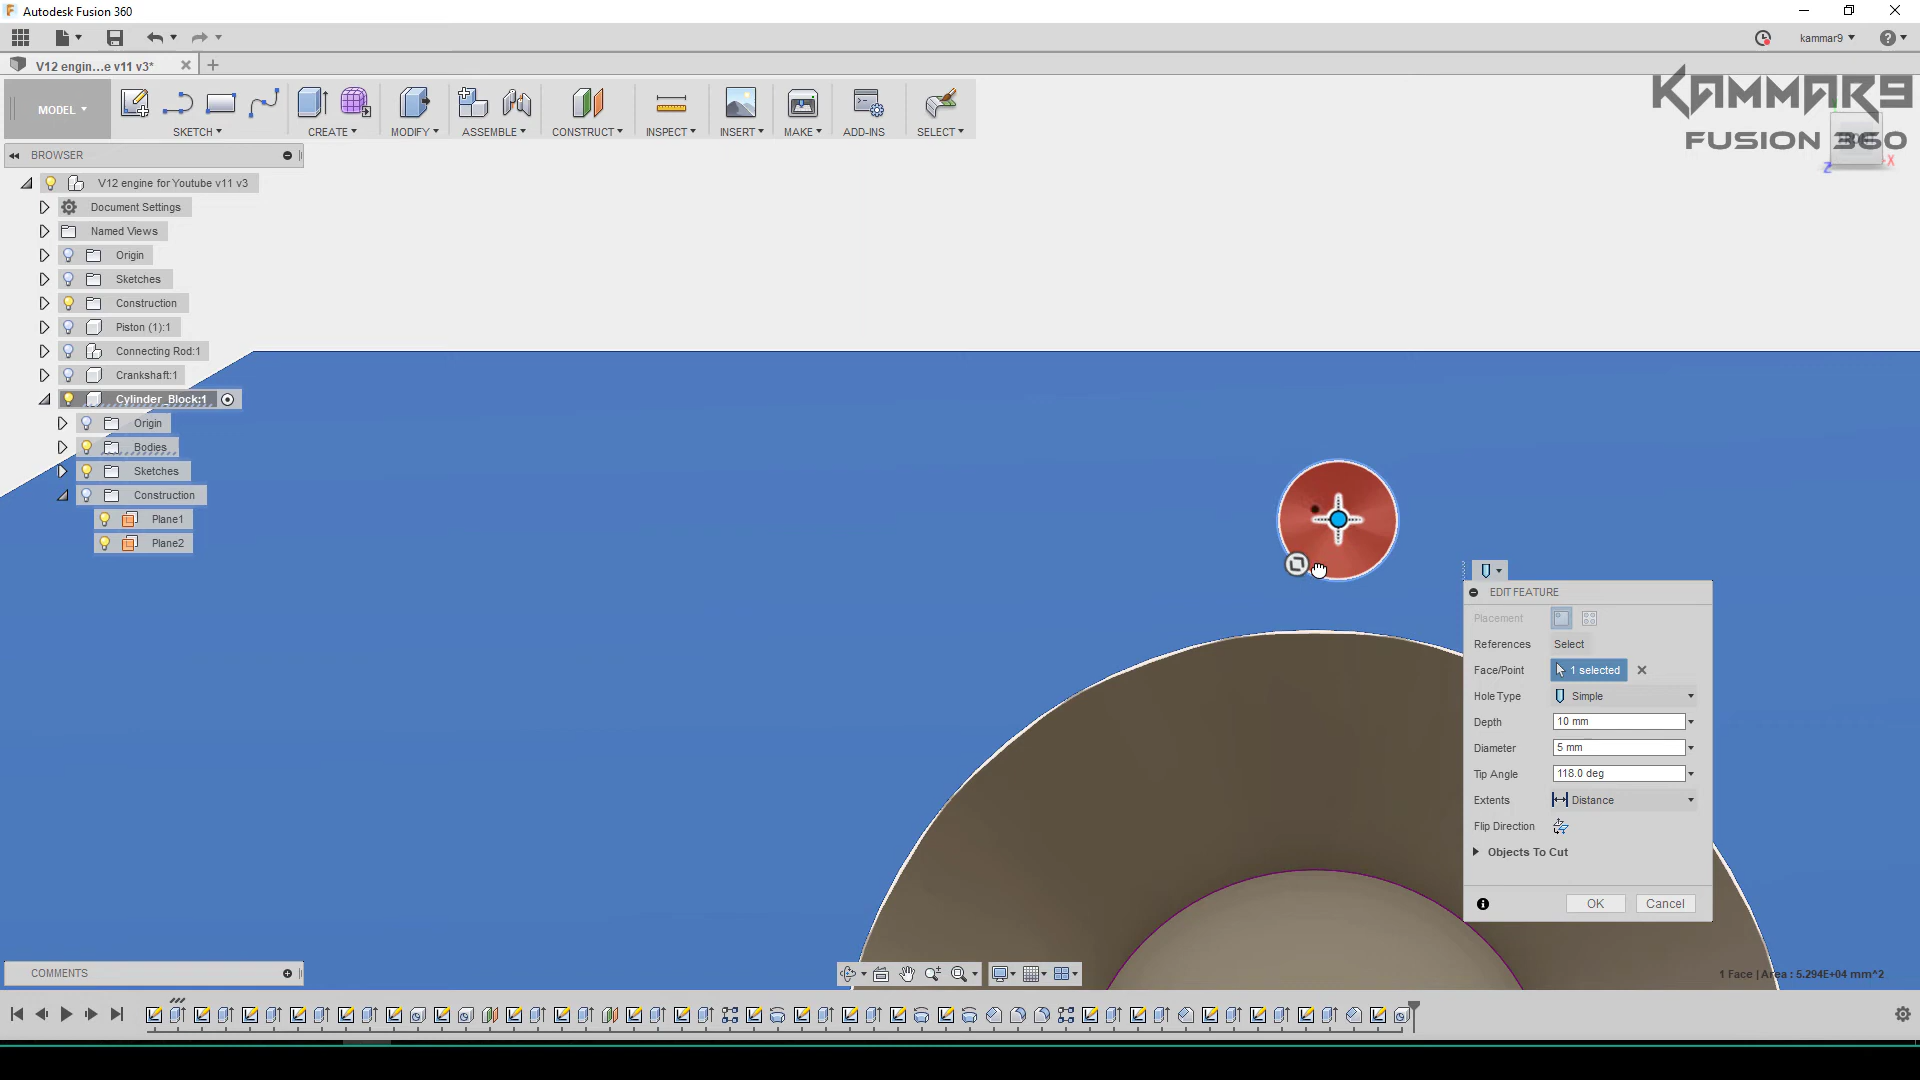 Autodesk Fusion 360
kammar9
V12 engin...e v11 v3*
KAMMAR9
FUSION 360
MODEL
SKETCH
CREATE
MODIFY
ASSEMBLE
CONSTRUCT
INSPECT
INSERT
MAKE
ADD-INS
SELECT
X
Z
BROWSER
V12 engine for Youtube v11 v3
Document Settings
Named Views
Origin
Sketches
Construction
Piston (1):1
Connecting Rod:1
Crankshaft:1
Cylinder_Block:1
Origin
Bodies
Sketches
Construction
Plane1
Plane2
EDIT FEATURE
Placement
References Select
Face/Point 1 selected
Hole Type Simple
Depth 10 mm
Diameter 5 mm
Tip Angle 118.0 deg
Extents Distance
Flip Direction
Objects To Cut
OK Cancel
COMMENTS
1 Face | Area : 5.294E+04 mm^2